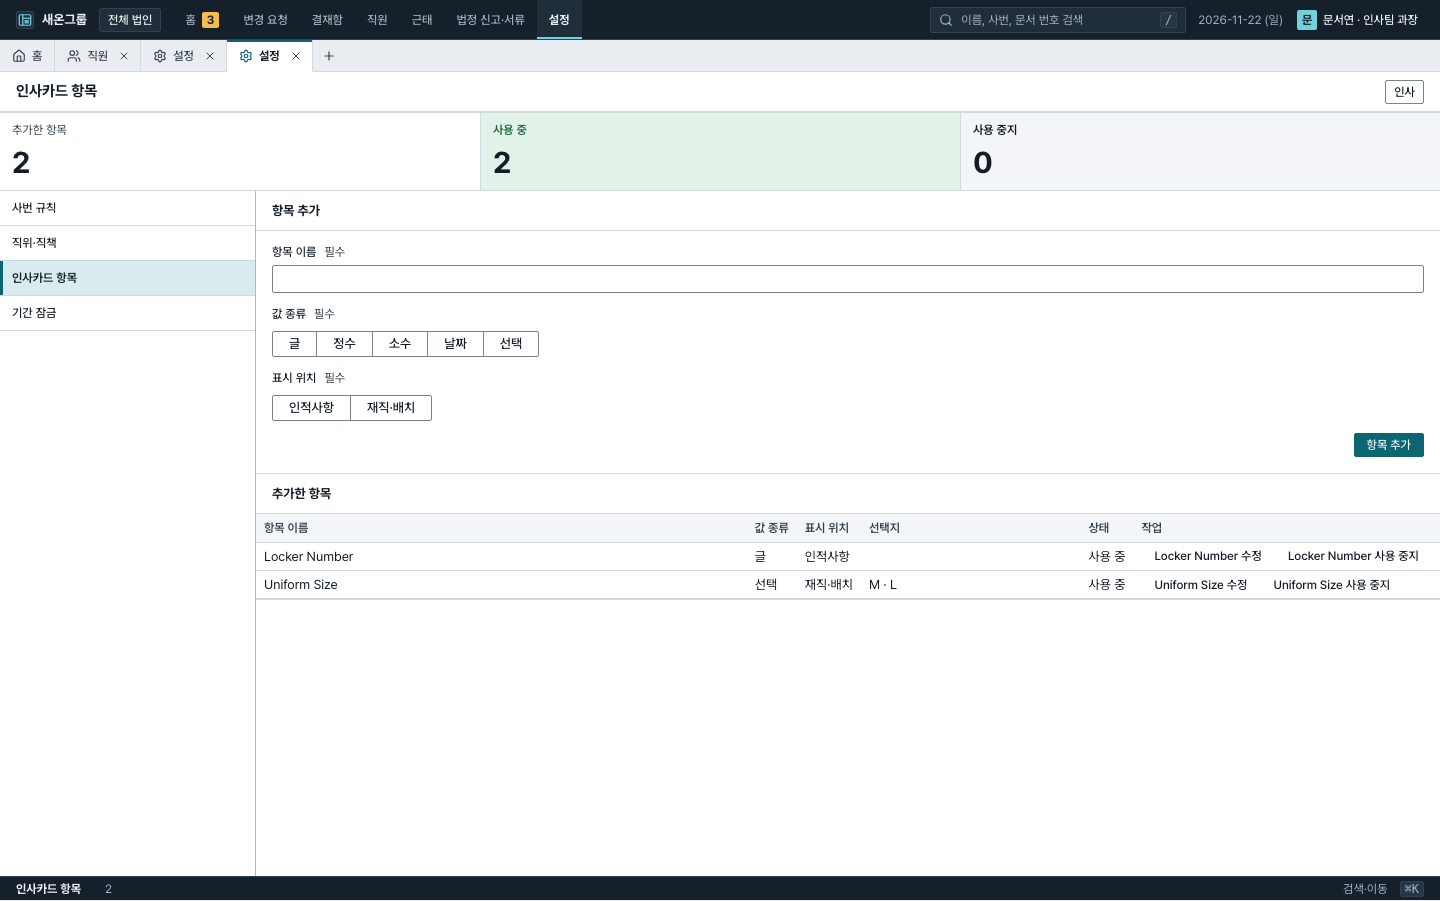 새온그룹 전체 법인 홈 3 변경 요청 결재함 직원 근태 법정 신고·서류 설정 이름, 사번, 문서 번호 검색 / 2026-11-22 (일) 문 문서연 · 인사팀 과장
홈 직원 설정 설정
인사카드 항목 인사
추가한 항목 사용 중 사용 중지
2 2 0
사번 규칙
직위·직책
인사카드 항목
기간 잠금
항목 추가
항목 이름 필수
값 종류 필수
글 정수 소수 날짜 선택
표시 위치 필수
인적사항 재직·배치
항목 추가
추가한 항목
항목 이름 값 종류 표시 위치 선택지 상태 작업
Locker Number 글 인적사항 사용 중 Locker Number 수정 Locker Number 사용 중지
Uniform Size 선택 재직·배치 M · L 사용 중 Uniform Size 수정 Uniform Size 사용 중지
인사카드 항목 2 검색·이동 ⌘K